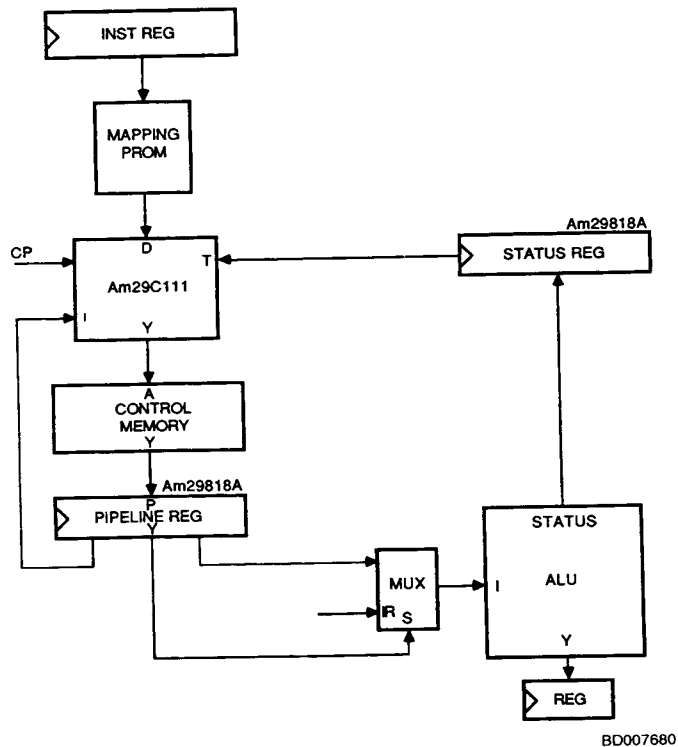 INST REG
MAPPING
PROM
D
CP
T
Am29C111
I
Y
Am29818A
STATUS REG
A
CONTROL
MEMORY
Y
Am29818A
P
PIPELINE REG
Y
MUX
IR
S
STATUS
I
ALU
Y
REG
BD007680